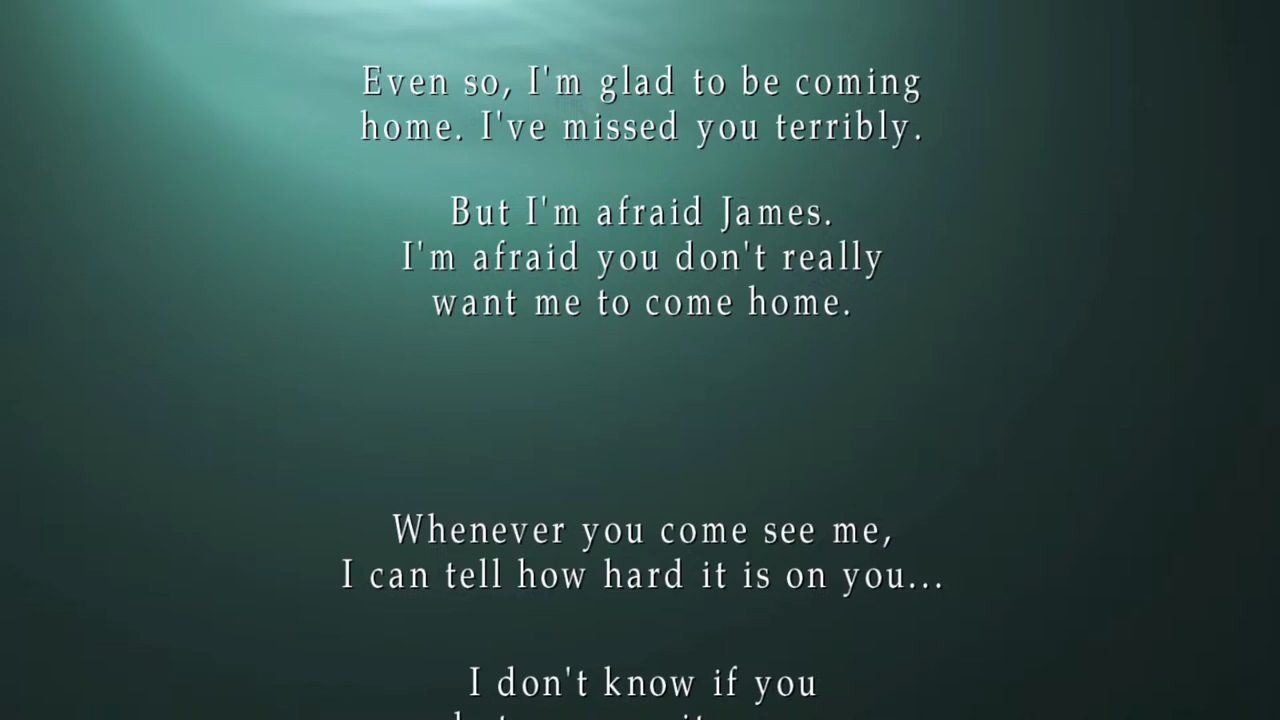 Even so, I'm glad to be coming
home. I've missed you terribly.
But I'm afraid James.
I'm afraid you don't really
want me to come home.
Whenever you come see me,
I can tell how hard it is on you...
I don't know if you